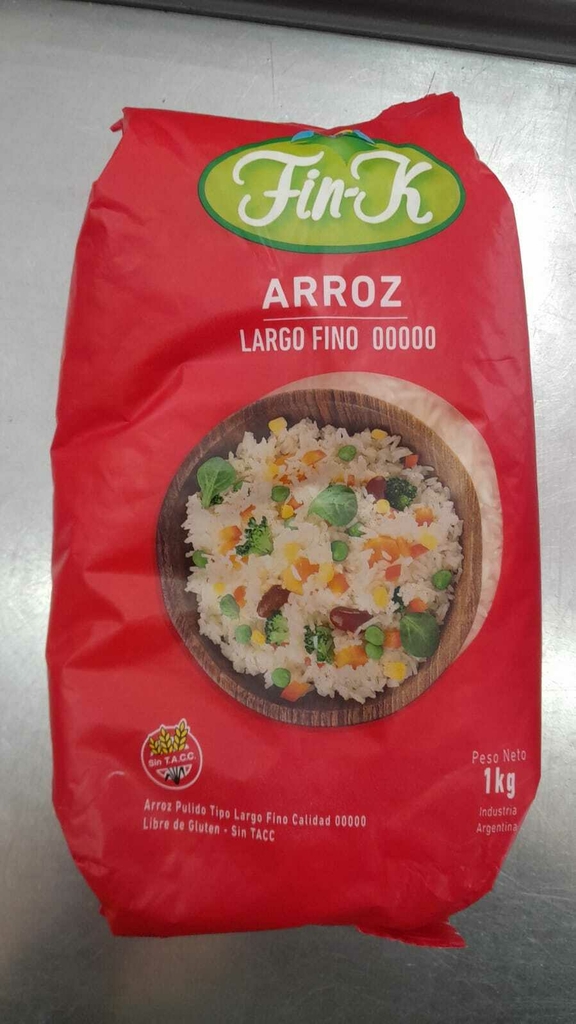 Fin-K
ARROZ
LARGO FINO 00000
Sin T.A.C.C.
Arroz Pulido Tipo Largo Fino Calidad 00000
Libre de Gluten - Sin TACC
Peso Neto
1kg
Industria
Argentina